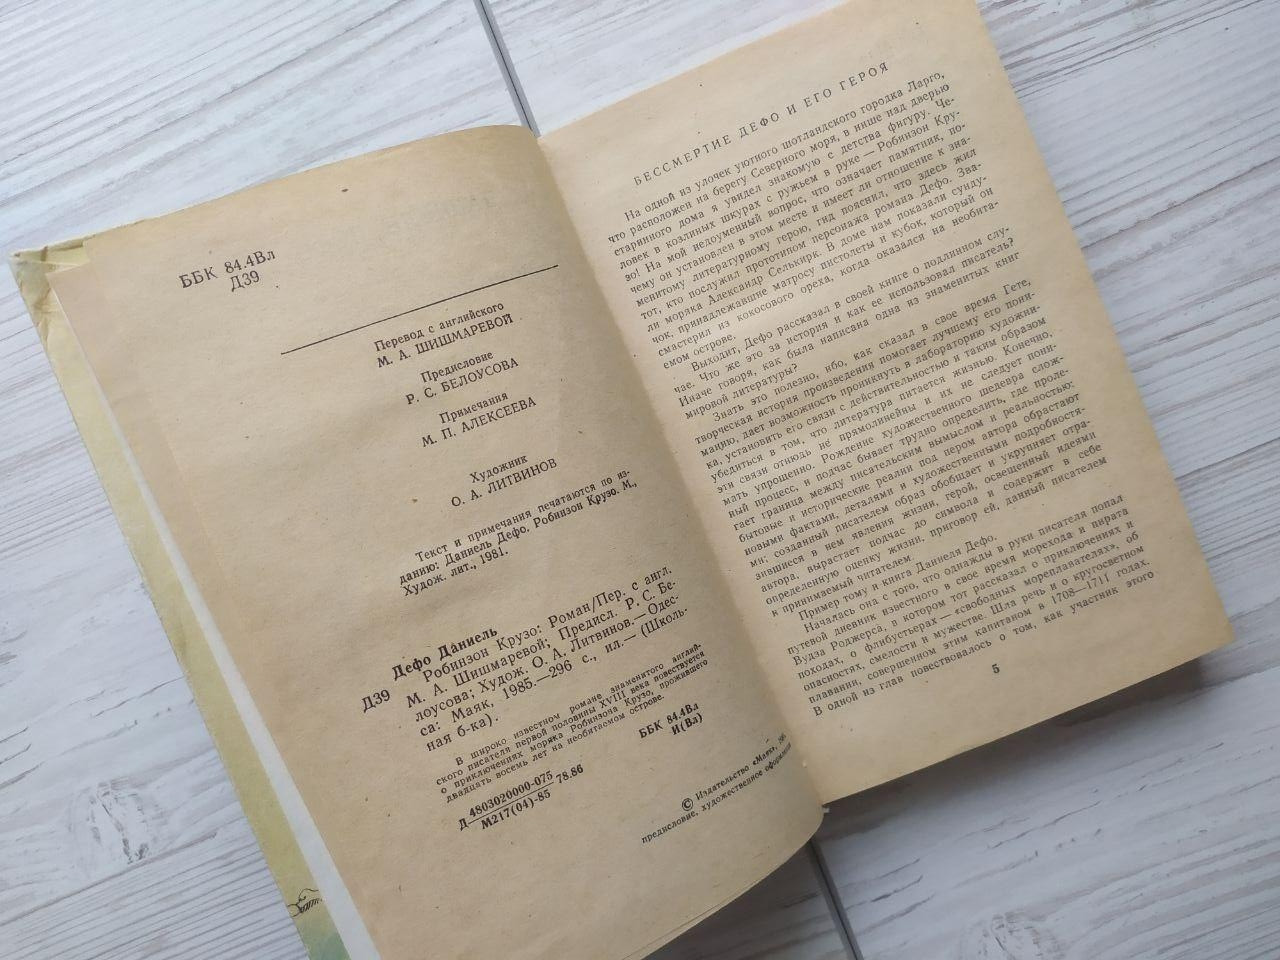 ББК 84.4Вл
Д39
Перевод с английского
М. А. ШИШМАРЕВОЙ
Предисловие
Р. С. БЕЛОУСОВА
Примечания
М. П. АЛЕКСЕЕВА
Художник
О. А. ЛИТВИНОВ
Текст и примечания печатаются по из-
данию: Даниель Дефо, Робинзон Крузо. М.,
Худож. лит., 1981.
Дефо Даниель
Д39 Робинзон Крузо: Роман/Пер. с англ.
М. А. Шишмаревой; Предисл. Р. С. Бе-
лоусова; Худож. О. А. Литвинов.—Одес-
са: Маяк, 1985.—296 с., ил.— (Школь-
ная б-ка).
В широко известном романе знаменитого англий-
ского писателя первой половины XVIII века повествуется
о приключениях моряка Робинзона Крузо, прожившего
двадцать восемь лет на необитаемом острове.
Д 4803020000-075 78.86
М217(04)-85
ББК 84.4Вл
И(Вл)
© Издательство «Маяк»,
предисловие, художественное оформление
БЕССМЕРТИЕ ДЕФО И ЕГО ГЕРОЯ
На одной из улочек уютного шотландского городка Ларго,
что расположен на берегу Северного моря, в нише над дверью
старинного дома я увидел знакомую с детства фигуру. Че-
ловек в козлиных шкурах с ружьем в руке — Робинзон Кру-
зо! На мой недоуменный вопрос, что означает памятник, по-
чему он установлен в этом месте и имеет ли отношение к зна-
менитому литературному герою, гид пояснил, что здесь жил
тот, кто послужил прототипом персонажа романа Дефо. Зва-
ли моряка Александр Селькирк. В доме нам показали сунду-
чок, принадлежавшие матросу пистолеты и кубок, который он
смастерил из кокосового ореха, когда оказался на необита-
емом острове.
Выходит, Дефо рассказал в своей книге о подлинном слу-
чае. Что же это за история и как ее использовал писатель?
Иначе говоря, как была написана одна из знаменитых книг
мировой литературы?
Знать это полезно, ибо, как сказал в свое время Гете,
творческая история произведения помогает лучшему его пони-
манию, дает возможность проникнуть в лабораторию художни-
ка, установить его связи с действительностью и таким образом
убедиться в том, что литература питается жизнью. Конечно,
эти связи отнюдь не прямолинейны и их не следует пони-
мать упрощенно. Рождение художественного шедевра слож-
ный процесс, и подчас бывает трудно определить, где проле-
гает граница между писательским вымыслом и реальностью:
бытовые и исторические реалии под пером автора обрастают
новыми фактами, деталями и художественными подробностя-
ми; созданный писателем образ обобщает и укрупняет отра-
зившиеся в нем явления жизни, герой, освещенный идеями
автора, вырастает подчас до символа и содержит в себе
определенную оценку жизни, приговор ей, данный писателем
и принимаемый читателем.
Пример тому и книга Даниеля Дефо.
Началась она с того, что однажды в руки писателя попал
путевой дневник известного в свое время морехода и пирата
Вудза Роджерса, в котором тот рассказал о приключениях и
походах, о флибустьерах — «свободных мореплавателях», об
опасностях, смелости и мужестве. Шла речь и о кругосветном
плавании, совершенном этим капитаном в 1708—1711 годах.
В одной из глав повествовалось о том, как участник этого
5